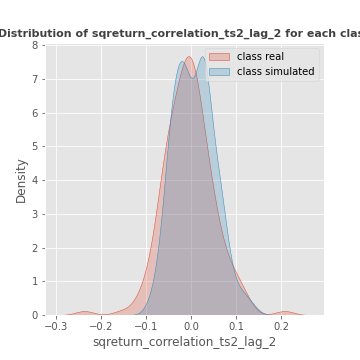 Distribution of sqreturn_correlation_ts2_lag_2 for each clas
class real
class simulated
8
7
6
5
4
3
2
1
0
Density
−0.3 −0.2 −0.1 0.0 0.1 0.2
sqreturn_correlation_ts2_lag_2